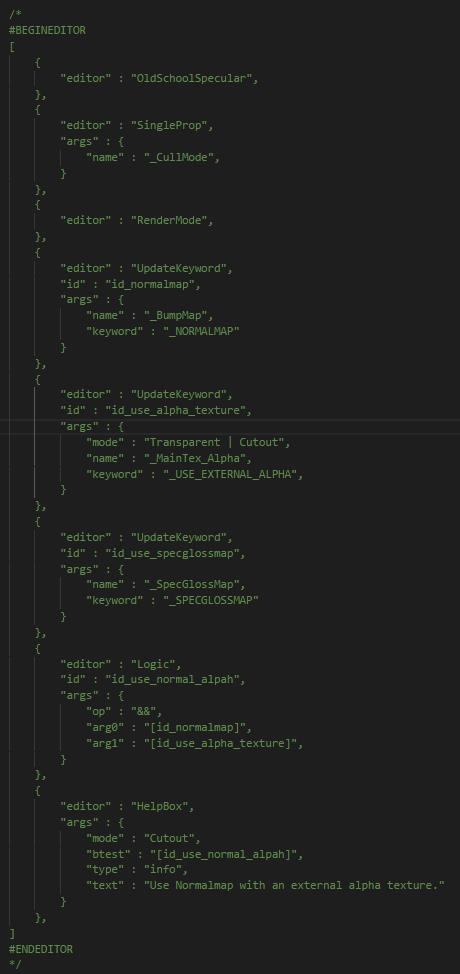 /*
#BEGINEDITOR
[
    {
        "editor" : "OldSchoolSpecular",
    },
    {
        "editor" : "SingleProp",
        "args" : {
            "name" : "_CullMode",
        }
    },
    {
        "editor" : "RenderMode",
    },
    {
        "editor" : "UpdateKeyword",
        "id" : "id_normalmap",
        "args" : {
            "name" : "_BumpMap",
            "keyword" : "_NORMALMAP"
        }
    },
    {
        "editor" : "UpdateKeyword",
        "id" : "id_use_alpha_texture",
        "args" : {
            "mode" : "Transparent | Cutout",
            "name" : "_MainTex_Alpha",
            "keyword" : "_USE_EXTERNAL_ALPHA",
        }
    },
    {
        "editor" : "UpdateKeyword",
        "id" : "id_use_specglossmap",
        "args" : {
            "name" : "_SpecGlossMap",
            "keyword" : "_SPECGLOSSMAP"
        }
    },
    {
        "editor" : "Logic",
        "id" : "id_use_normal_alpah",
        "args" : {
            "op" : "&&",
            "arg0" : "[id_normalmap]",
            "arg1" : "[id_use_alpha_texture]",
        }
    },
    {
        "editor" : "HelpBox",
        "args" : {
            "mode" : "Cutout",
            "btest" : "[id_use_normal_alpah]",
            "type" : "info",
            "text" : "Use Normalmap with an external alpha texture."
        }
    },
]
#ENDEDITOR
*/